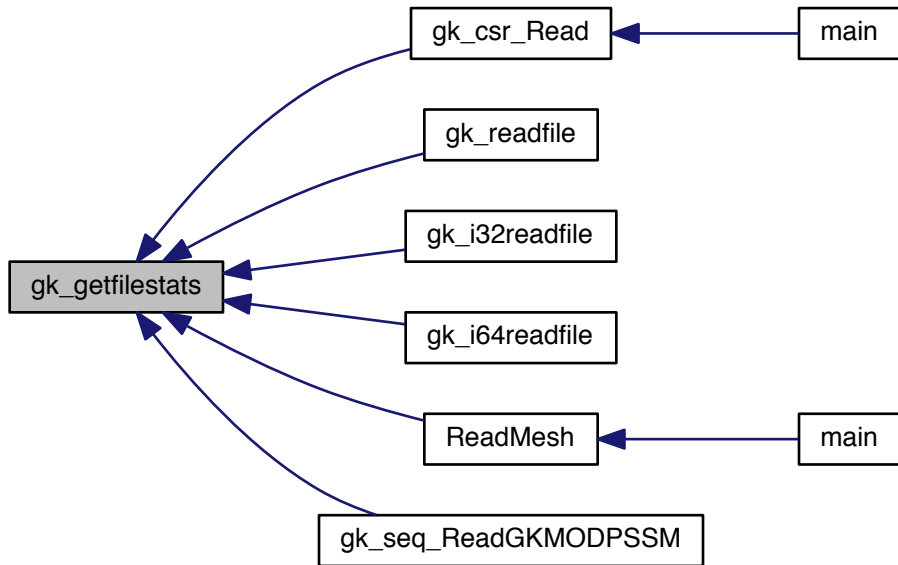 gk_csr_Read
main
gk_readfile
gk_i32readfile
gk_getfilestats
gk_i64readfile
ReadMesh
main
gk_seq_ReadGKMODPSSM